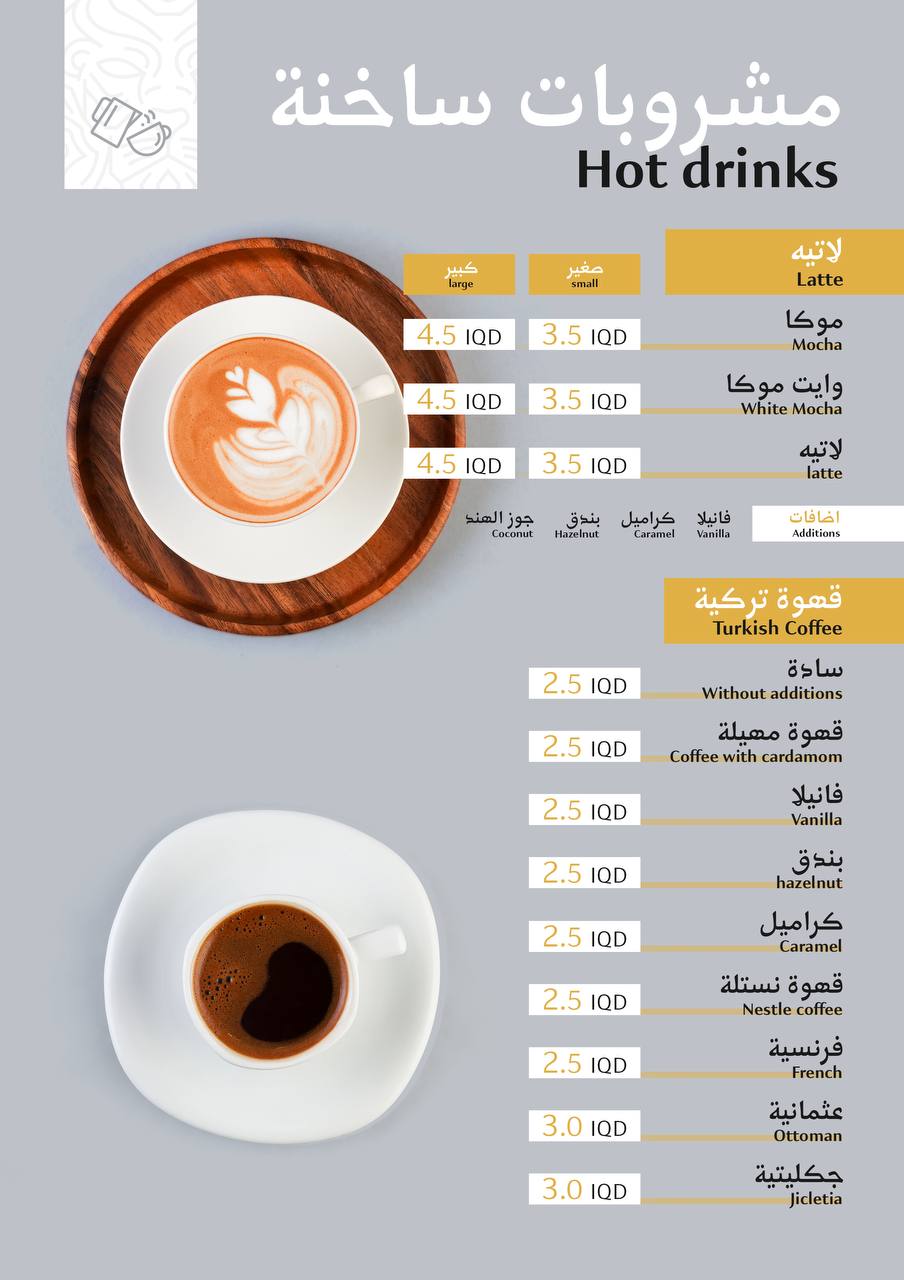 مشروبات ساخنة
Hot drinks
لاتيه
Latte
صغير
small
كبير
large
موكا
Mocha
3.5 IQD
4.5 IQD
وايت موكا
White Mocha
3.5 IQD
4.5 IQD
لاتيه
latte
3.5 IQD
4.5 IQD
اضافات
Additions
فانيلا
Vanilla
كراميل
Caramel
بندق
Hazelnut
جوز الهند
Coconut
قهوة تركية
Turkish Coffee
سادة
Without additions
2.5 IQD
قهوة مهيلة
Coffee with cardamom
2.5 IQD
فانيلا
Vanilla
2.5 IQD
بندق
hazelnut
2.5 IQD
كراميل
Caramel
2.5 IQD
قهوة نستلة
Nestle coffee
2.5 IQD
فرنسية
French
2.5 IQD
عثمانية
Ottoman
3.0 IQD
جكليتية
Jicletia
3.0 IQD